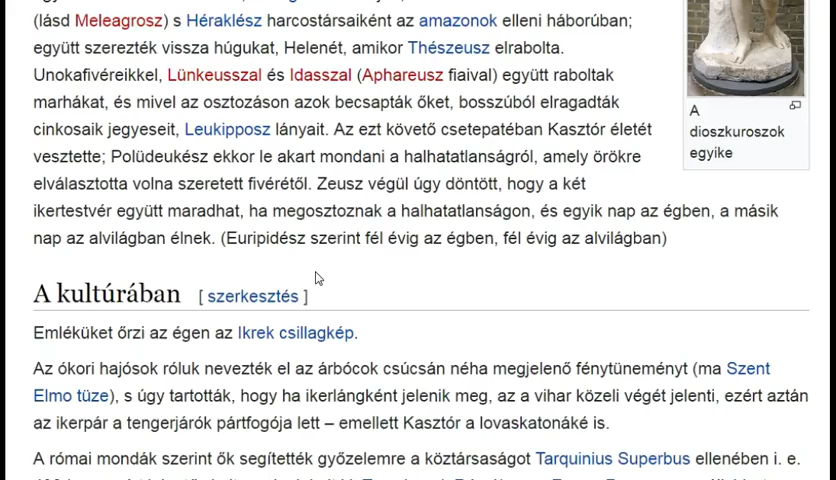 (lásd Meleagrosz) s Héraklész harcostársaiként az amazonok elleni háborúban;
együtt szerezték vissza húgukat, Helenét, amikor Thészeusz elrabolta.
Unokafivéreikkel, Lünkeusszal és Idasszal (Aphareusz fiaival) együtt raboltak
marhákat, és mivel az osztozáson azok becsapták őket, bosszúból elragadták
cinkosaik jegyeseit, Leukipposz lányait. Az ezt követő csetepatéban Kasztór életét
vesztette; Polüdeukész ekkor le akart mondani a halhatatlanságról, amely örökre
elválasztotta volna szeretett fivérétől. Zeusz végül úgy döntött, hogy a két
ikertestvér együtt maradhat, ha megosztoznak a halhatatlanságon, és egyik nap az égben, a másik
nap az alvilágban élnek. (Euripidész szerint fél évig az égben, fél évig az alvilágban)
A
dioszkuroszok
egyike
A kultúrában [ szerkesztés ]
Emléküket őrzi az égen az Ikrek csillagkép.
Az ókori hajósok róluk nevezték el az árbócok csúcsán néha megjelenő fénytüneményt (ma Szent
Elmo tüze), s úgy tartották, hogy ha ikerlángként jelenik meg, az a vihar közeli végét jelenti, ezért aztán
az ikerpár a tengerjárók pártfogója lett – emellett Kasztór a lovaskatonáké is.
A római mondák szerint ők segítették győzelemre a köztársaságot Tarquinius Superbus ellenében i. e.